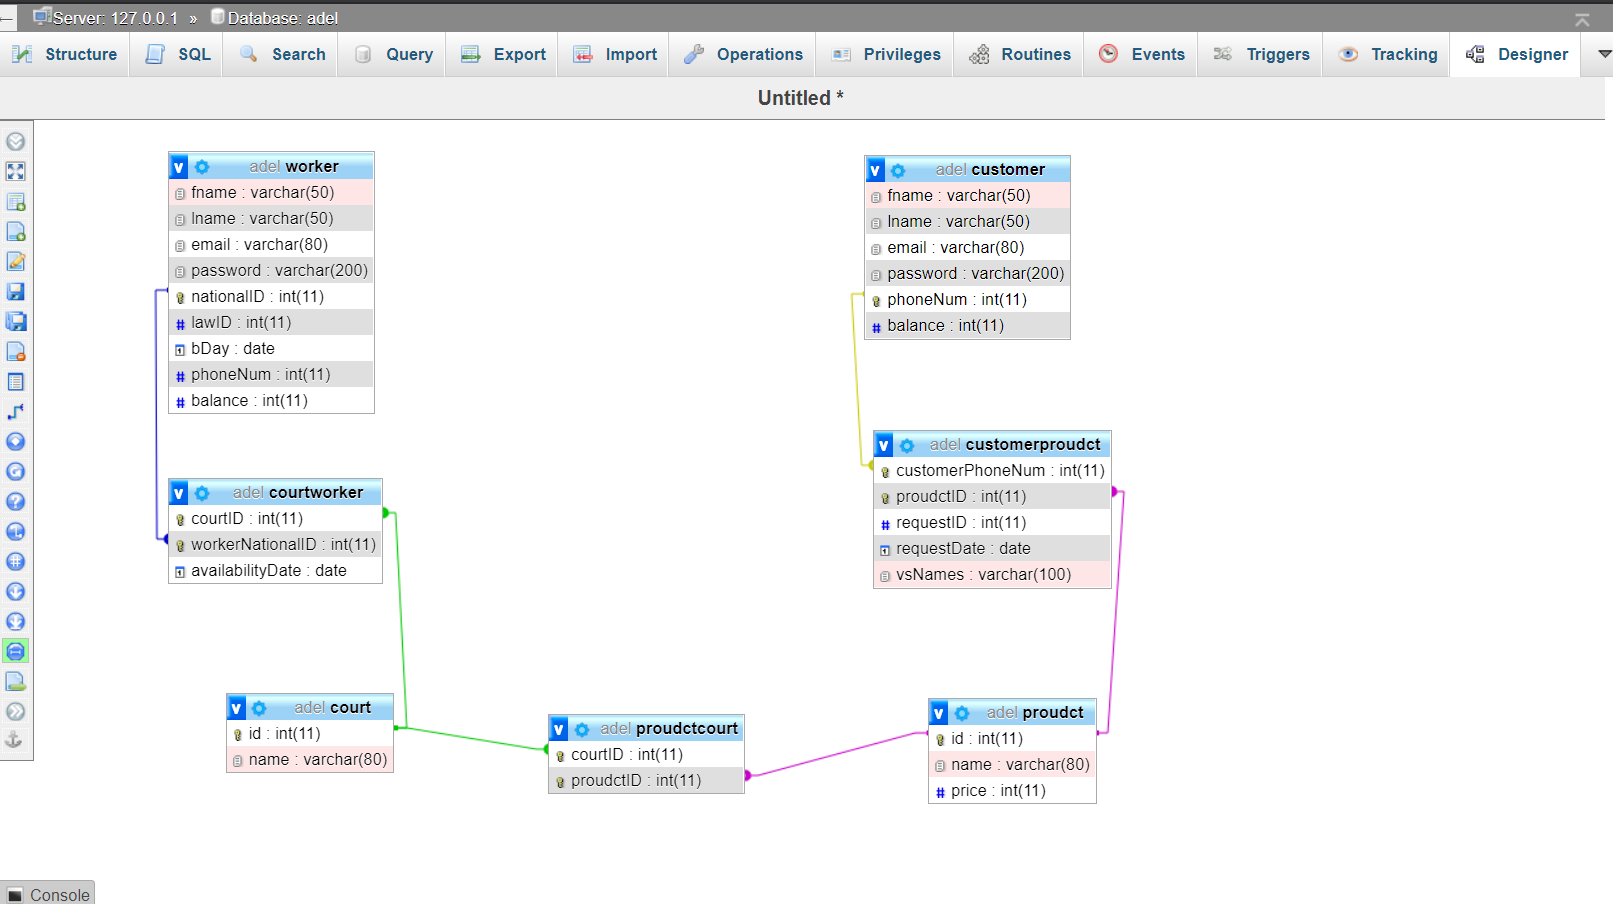 Server: 127.0.0.1 » Database: adel
Structure SQL Search Query Export Import Operations Privileges Routines Events Triggers Tracking Designer
Untitled *
v adel worker
fname : varchar(50)
lname : varchar(50)
email : varchar(80)
password : varchar(200)
nationalID : int(11)
# lawID : int(11)
bDay : date
# phoneNum : int(11)
# balance : int(11)
v adel customer
fname : varchar(50)
lname : varchar(50)
email : varchar(80)
password : varchar(200)
phoneNum : int(11)
# balance : int(11)
v adel courtworker
courtID : int(11)
workerNationalID : int(11)
availabilityDate : date
v adel customerproudct
customerPhoneNum : int(11)
proudctID : int(11)
# requestID : int(11)
requestDate : date
vsNames : varchar(100)
v adel court
id : int(11)
name : varchar(80)
v adel proudctcourt
courtID : int(11)
proudctID : int(11)
v adel proudct
id : int(11)
name : varchar(80)
# price : int(11)
Console